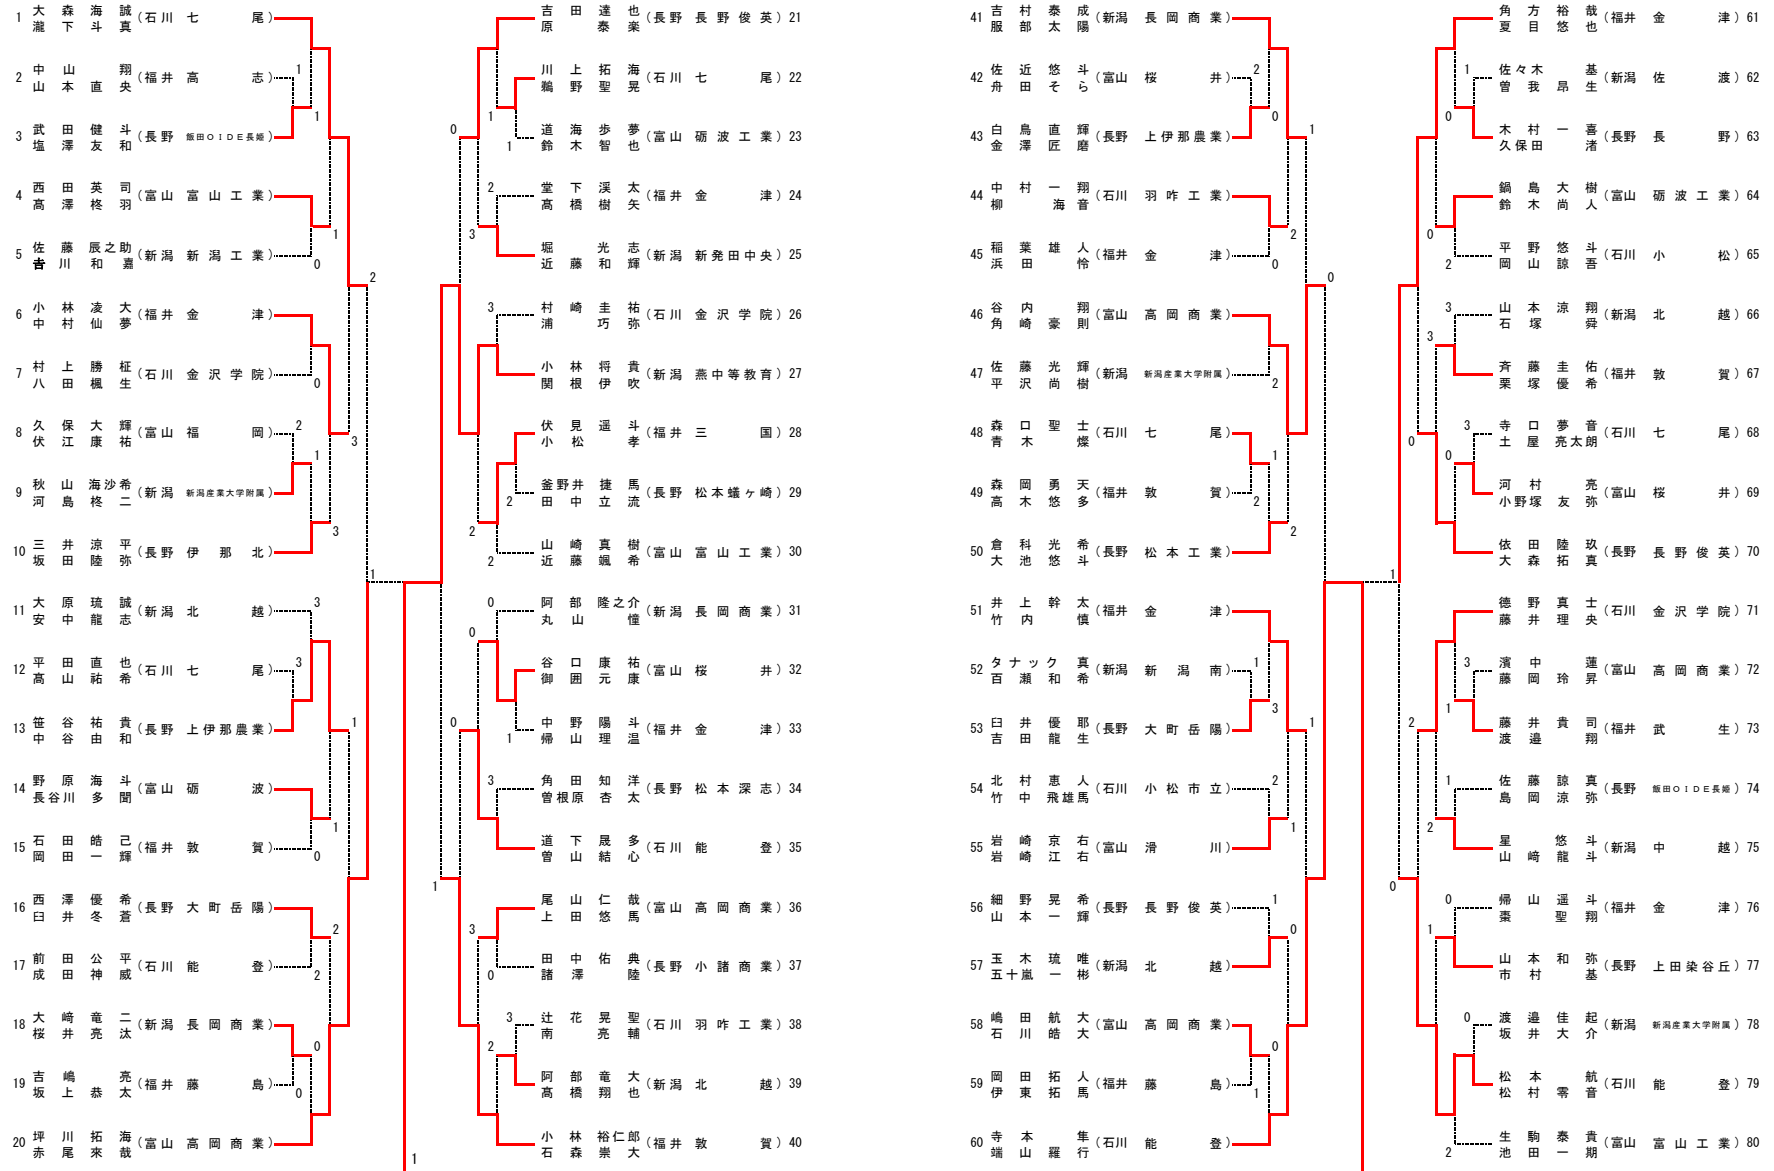 1 大森海誠 (石川 七尾)
瀧下斗真
2 中山翔 (福井 高志)
山本直央
3 武田健斗 (長野 飯田OIDE長姫)
塩澤友和
4 西田英司 (富山 富山工業)
髙澤柊羽
5 佐藤辰之助 (新潟 新潟工業)
𠮷川和嘉
6 小林凌大 (福井 金津)
中村仙夢
7 村上勝柾 (石川 金沢学院)
八田楓生
8 久保大輝 (富山 福岡)
伏江康祐
9 秋山海沙希 (新潟 新潟産業大学附属)
河島柊二
10 三井涼平 (長野 伊那北)
坂田陸弥
11 大原琉誠 (新潟 北越)
安中龍志
12 平田直也 (石川 七尾)
髙山祐希
13 笹谷祐貴 (長野 上伊那農業)
中谷由和
14 野原海斗 (富山 砺波)
長谷川多聞
15 石田皓己 (福井 敦賀)
岡田一輝
16 西澤優希 (長野 大町岳陽)
臼井冬蒼
17 前田公平 (石川 能登)
成田神威
18 大﨑竜二 (新潟 長岡商業)
桜井亮汰
19 吉嶋亮 (福井 藤島)
坂上恭太
20 坪川拓海 (富山 高岡商業)
赤尾來哉
吉田達也 (長野 長野俊英) 21
原泰楽
川上拓海 (石川 七尾) 22
鵜野聖晃
道海歩夢 (富山 砺波工業) 23
鈴木智也
堂下渓太 (福井 金津) 24
髙橋樹矢
堀光志 (新潟 新発田中央) 25
近藤和輝
村崎圭祐 (石川 金沢学院) 26
浦巧弥
小林将貴 (新潟 燕中等教育) 27
関根伊吹
伏見遥斗 (福井 三国) 28
小松孝
釜野井捷馬 (長野 松本蟻ヶ崎) 29
田中立流
山崎真樹 (富山 富山工業) 30
近藤颯希
阿部隆之介 (新潟 長岡商業) 31
丸山憧
谷口康祐 (富山 桜井) 32
御囲元康
中野陽斗 (福井 金津) 33
帰山理温
角田知洋 (長野 松本深志) 34
曽根原杏太
道下晟多 (石川 能登) 35
曽山結心
尾山仁哉 (富山 高岡商業) 36
上田悠馬
田中佑典 (長野 小諸商業) 37
諸澤陸
辻花晃聖 (石川 羽咋工業) 38
南亮輔
阿部竜大 (新潟 北越) 39
髙橋翔也
小林裕仁郎 (福井 敦賀) 40
石森崇大
41 吉村泰成 (新潟 長岡商業)
服部太陽
42 佐近悠斗 (富山 桜井)
舟田そら
43 白鳥直輝 (長野 上伊那農業)
金澤匠磨
44 中村一翔 (石川 羽咋工業)
柳海音
45 稲葉雄人 (福井 金津)
浜田怜
46 谷内翔 (富山 高岡商業)
角崎豪則
47 佐藤光輝 (新潟 新潟産業大学附属)
平沢尚樹
48 森口聖士 (石川 七尾)
青木燦
49 森岡勇天 (福井 敦賀)
高木悠多
50 倉科光希 (長野 松本工業)
大池悠斗
51 井上幹太 (福井 金津)
竹内慎
52 タナック真 (新潟 新潟南)
百瀬和希
53 臼井優耶 (長野 大町岳陽)
吉田龍生
54 北村恵人 (石川 小松市立)
竹中飛雄馬
55 岩崎京右 (富山 滑川)
岩崎江右
56 細野晃希 (長野 長野俊英)
山本一輝
57 玉木琉唯 (新潟 北越)
五十嵐一彬
58 嶋田航大 (富山 高岡商業)
石川皓大
59 岡田拓人 (福井 藤島)
伊東拓馬
60 寺本隼 (石川 能登)
端山羅行
角方裕哉 (福井 金津) 61
夏目悠也
佐々木基 (新潟 佐渡) 62
曽我昂生
木村一喜 (長野 長野) 63
久保田渚
鍋島大樹 (富山 砺波工業) 64
鈴木尚人
平野悠斗 (石川 小松) 65
岡山諒吾
山本涼翔 (新潟 北越) 66
石塚舜
斉藤圭佑 (福井 敦賀) 67
栗塚優希
寺口夢音 (石川 七尾) 68
土屋亮太朗
河村亮 (富山 桜井) 69
小野塚友弥
依田陸玖 (長野 長野俊英) 70
大森拓真
德野真士 (石川 金沢学院) 71
藤井理央
濱中蓮 (富山 高岡商業) 72
藤岡玲昇
藤井貴司 (福井 武生) 73
渡邉翔
佐藤諒真 (長野 飯田OIDE長姫) 74
島岡涼弥
星悠斗 (新潟 中越) 75
山﨑龍斗
帰山遥斗 (福井 金津) 76
棗聖翔
山本和弥 (長野 上田染谷丘) 77
市村基
渡邉佳起 (新潟 新潟産業大学附属) 78
坂井大介
松本航 (石川 能登) 79
松村零音
生駒泰貴 (富山 富山工業) 80
池田一期